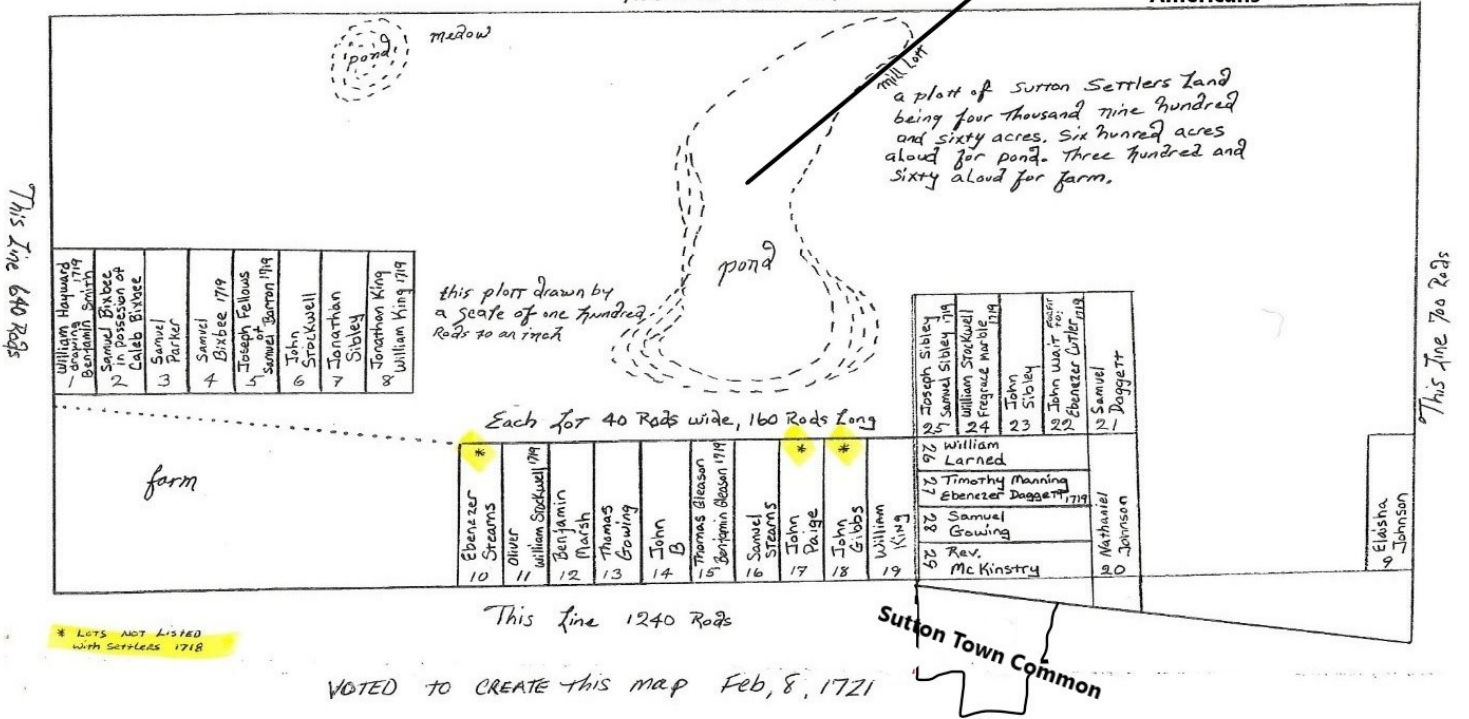 Americans
medow
pond
mill Lott
a plott of Sutton Settlers Land
being four Thousand nine hundred
and sixty acres. Six hunred acres
aloud for pond. Three hundred and
sixty aloud for farm.
This Line 640 Rods
This Line 700 Rods
pond
this plott drawn by
a scale of one hundred
Rods to an inch
William Hayward
drawing 1719
Benjamin Smith
1
Samuel Bixbee
in possesion of
Caleb Bixbee
2
Samuel
Parker
3
Samuel
Bixbee 1719
4
Joseph Fellows
of
Samuel Barton 1719
5
John
Stockwell
6
Jonathan
Sibley
7
Jonathan King
William King 1719
8
Joseph Sibley
Samuel Sibley 1719
25
William Stockwell
Fregrace Marble 1719
24
John
Sibley
23
John Wait
Ebenezer Cutler 1719
22
Samuel
Daggett
21
Each Lot 40 Rods wide, 160 Rods Long
farm
*
Ebenezer
Stearns
10
Oliver
William Stockwell 1719
11
Benjamin
Marsh
12
Thomas
Gowing
13
John
B
14
Thomas Gleason
Benjamin Gleason 1719
15
Samuel
Stearns
16
*
John
Paige
17
*
John
Gibbs
18
William
King
19
26 William
Larned
27 Timothy Manning
Ebenezer Daggett, 1719
28 Samuel
Gowing
29 Rev.
Mc Kinstry
Nathaniel
Johnson
20
Elaisha
Johnson
9
This Line 1240 Rods
Sutton Town Common
* LOTS NOT LISTED
with Settlers 1718
VOTED TO CREATE this map Feb, 8, 1721